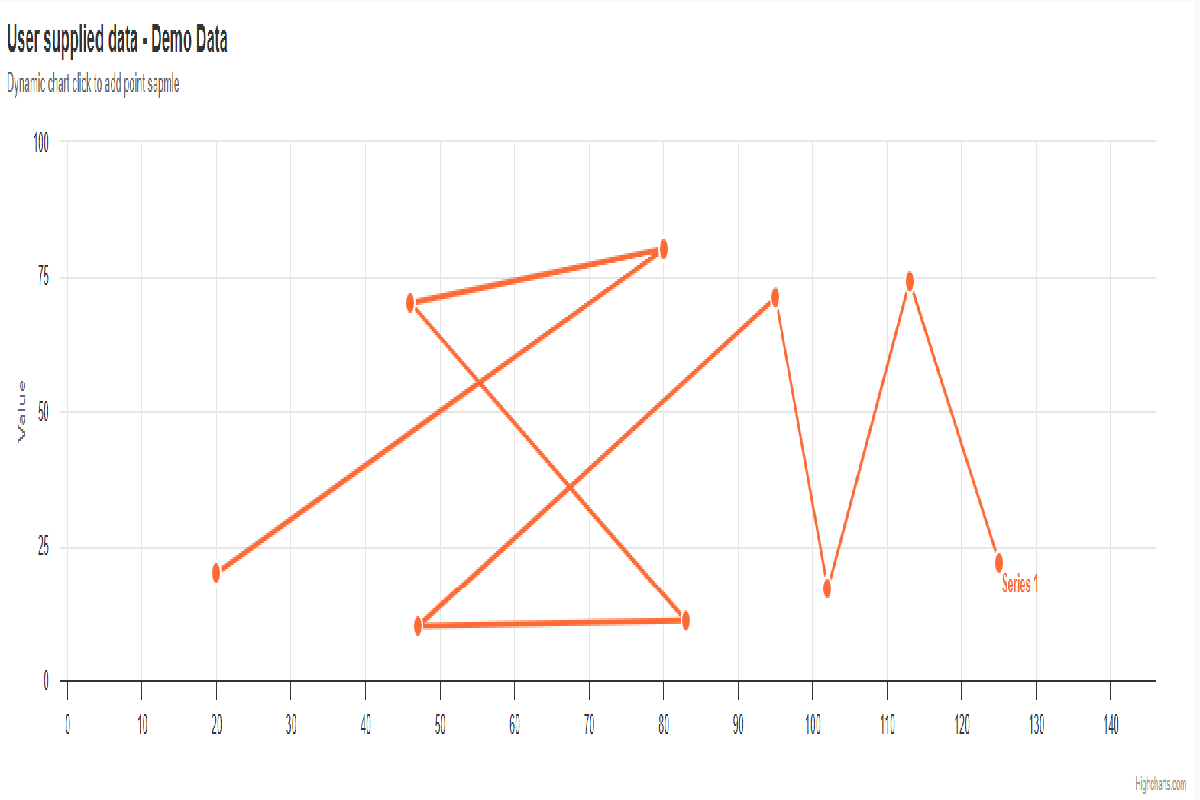 User supplied data - Demo Data
Dynamic chart click to add point sapmle
100
75
50
25
0
Value
Series 1
0 10 20 30 40 50 60 70 80 90 100 110 120 130 140
Highcharts.com